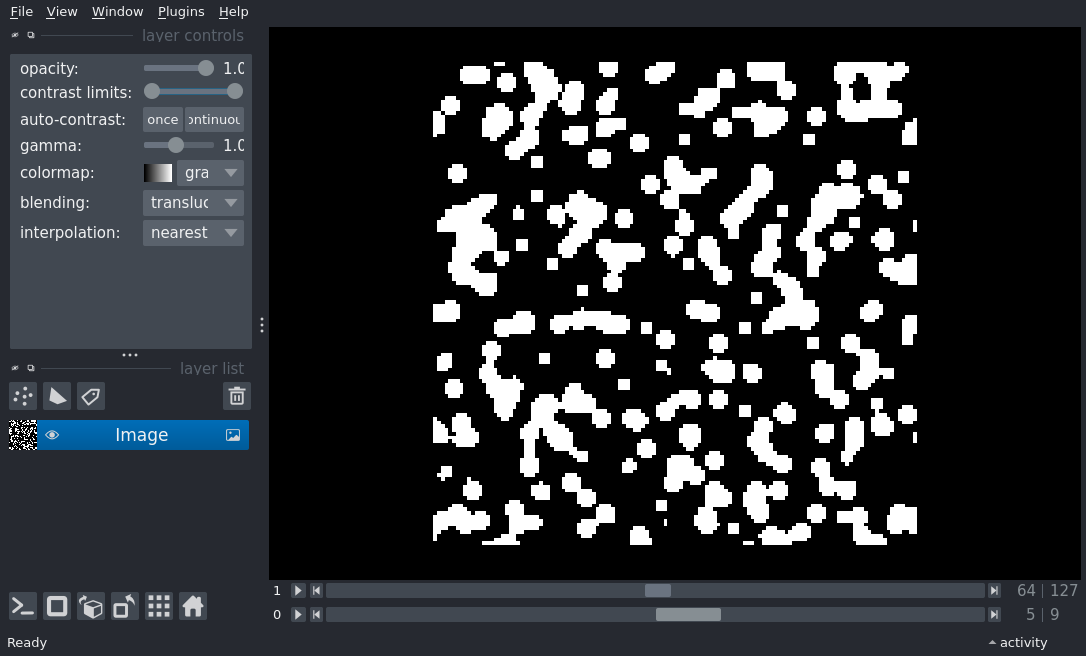 File View Window Plugins Help
layer controls
opacity: 1.0
contrast limits:
auto-contrast: once ontinuou
gamma: 1.0
colormap: gra
blending: transluc
interpolation: nearest
layer list
Image
1 64 | 127
0 5 | 9
Ready activity